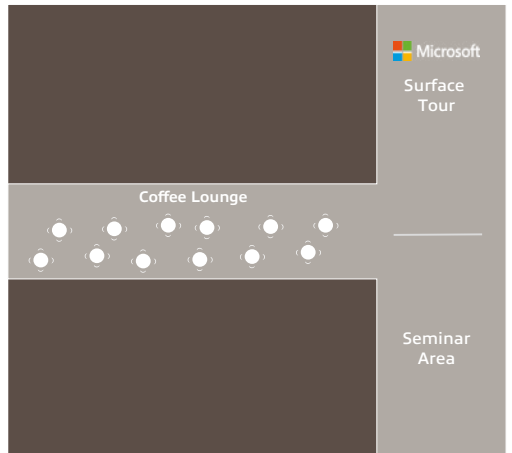 Microsoft
Surface
Tour
Coffee Lounge
Seminar
Area